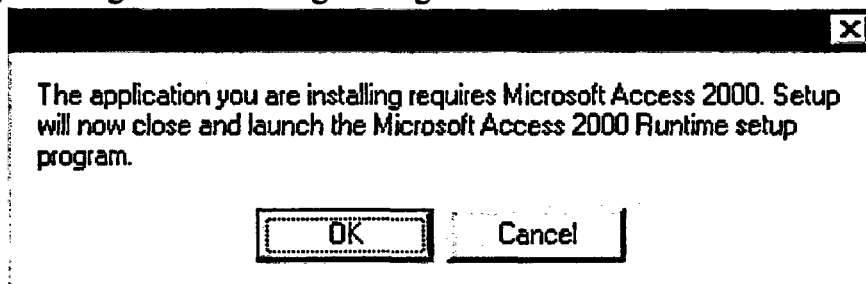 The application you are installing requires Microsoft Access 2000. Setup
will now close and launch the Microsoft Access 2000 Runtime setup
program.
OK
Cancel